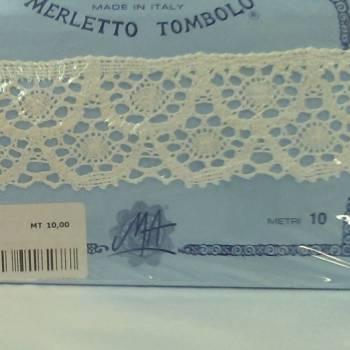 MADE IN ITALY
MERLETTO TOMBOLO®
MT 10,00
MA
METRI 10